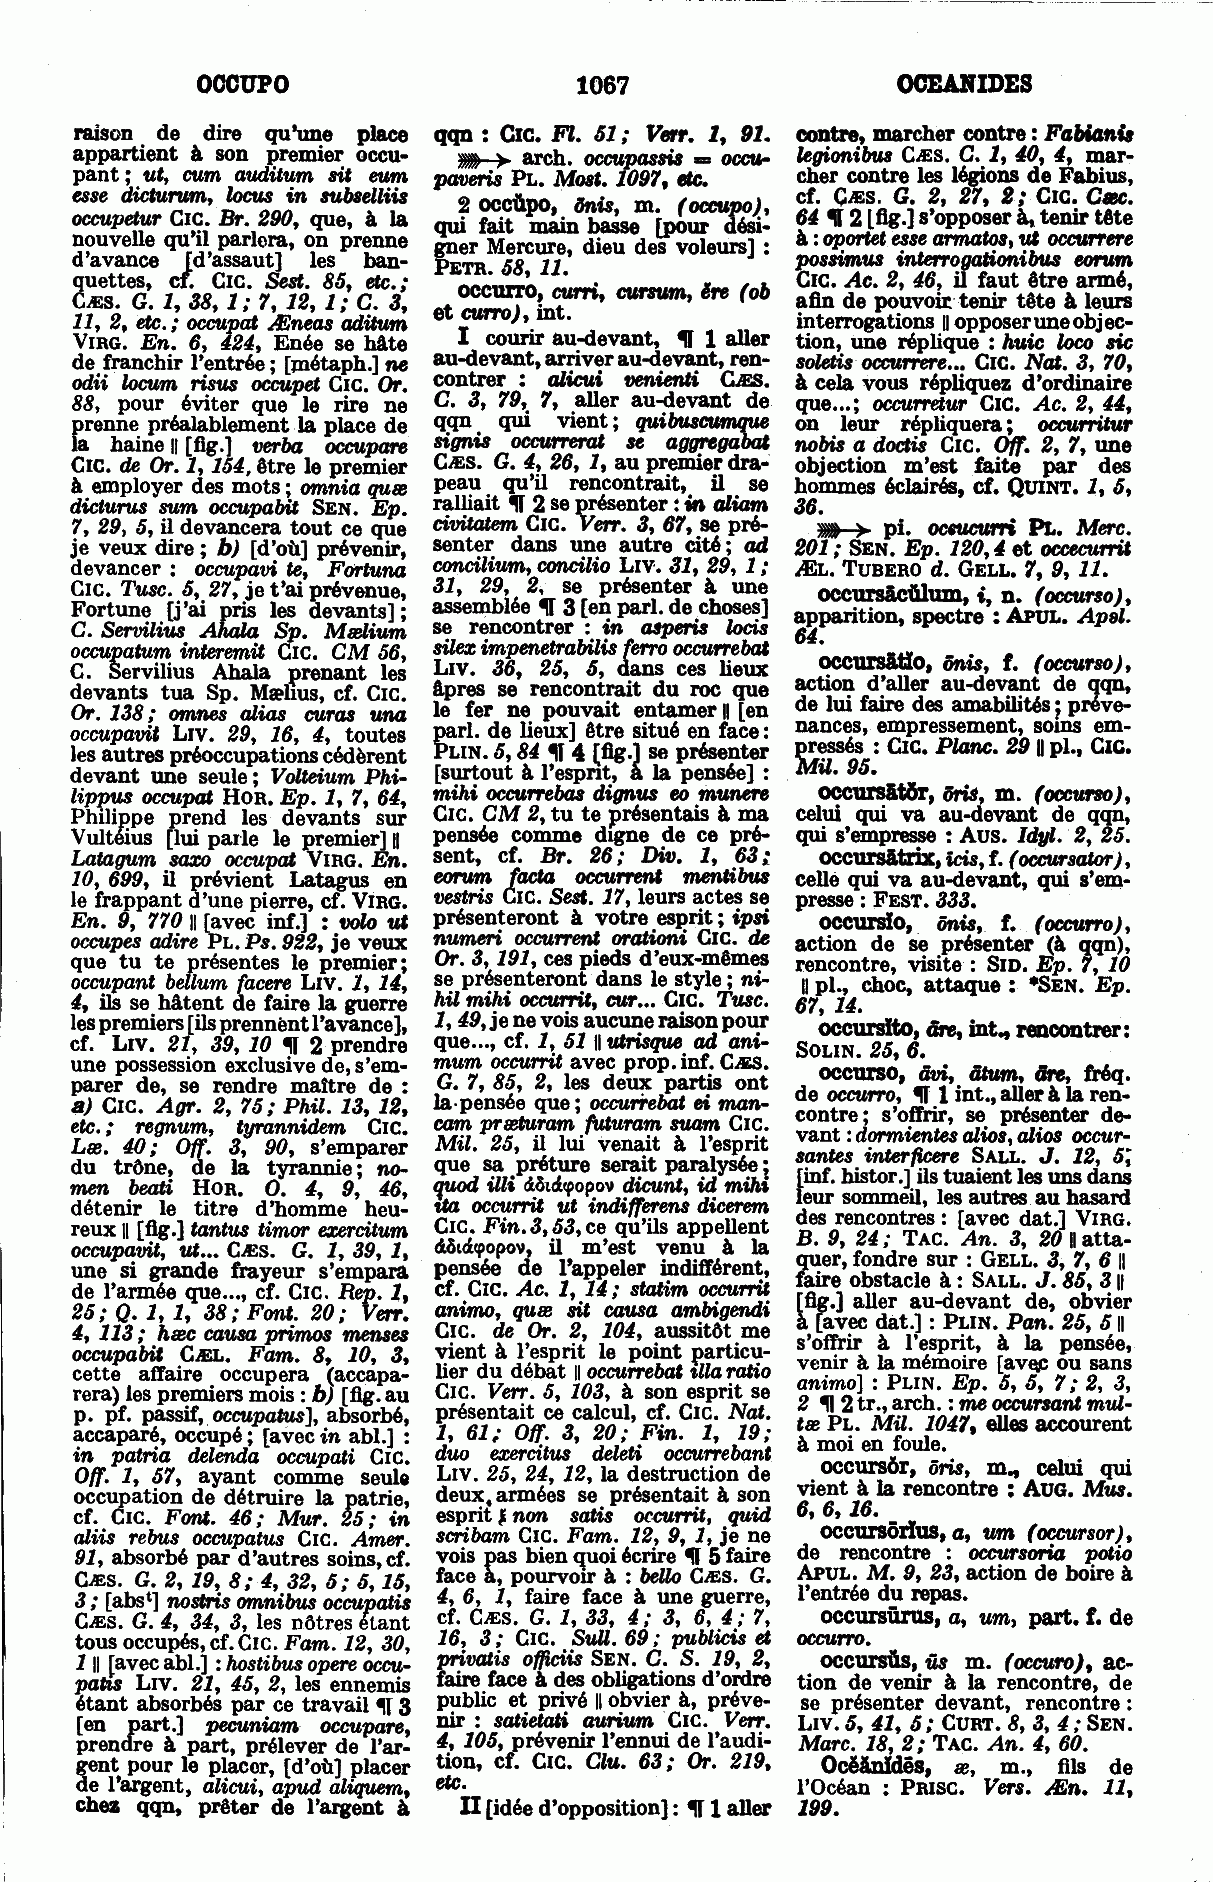 OCCUPO
1067
OCEANIDES
raison de dire qu'une place
appartient à son premier occu-
pant ; ut, cum auditum sit eum
esse dicturum, locus in subselliis
occupetur CIC. Br. 290, que, à la
nouvelle qu'il parlera, on prenne
d'avance [d'assaut] les ban-
quettes, cf. CIC. Sest. 85, etc.;
CÆS. G. 1, 38, 1 ; 7, 12, 1 ; C. 3,
11, 2, etc. ; occupat Æneas aditum
VIRG. En. 6, 424, Enée se hâte
de franchir l'entrée ; [métaph.] ne
odii locum risus occupet CIC. Or.
88, pour éviter que le rire ne
prenne préalablement la place de
la haine ǁ [fig.] verba occupare
CIC. de Or. 1, 154, être le premier
à employer des mots ; omnia quæ
dicturus sum occupabit SEN. Ep.
7, 29, 5, il devancera tout ce que
je veux dire ; b) [d'où] prévenir,
devancer : occupavi te, Fortuna
CIC. Tusc. 5, 27, je t'ai prévenue,
Fortune [j'ai pris les devants] ;
C. Servilius Ahala Sp. Mælium
occupatum interemit CIC. CM 56,
C. Servilius Ahala prenant les
devants tua Sp. Mælius, cf. CIC.
Or. 138 ; omnes alias curas una
occupavit LIV. 29, 16, 4, toutes
les autres préoccupations cédèrent
devant une seule ; Volteium Phi-
lippus occupat HOR. Ep. 1, 7, 64,
Philippe prend les devants sur
Vultéius [lui parle le premier] ǁ
Latagum saxo occupat VIRG. En.
10, 699, il prévient Latagus en
le frappant d'une pierre, cf. VIRG.
En. 9, 770 ǁ [avec inf.] : volo ut
occupes adire PL. Ps. 922, je veux
que tu te présentes le premier ;
occupant bellum facere LIV. 1, 14,
4, ils se hâtent de faire la guerre
les premiers [ils prennent l'avance],
cf. LIV. 21, 39, 10 ¶ 2 prendre
une possession exclusive de, s'em-
parer de, se rendre maître de :
a) CIC. Agr. 2, 75 ; Phil. 13, 12,
etc. ; regnum, tyrannidem CIC.
Læ. 40 ; Off. 3, 90, s'emparer
du trône, de la tyrannie ; no-
men beati HOR. O. 4, 9, 46,
détenir le titre d'homme heu-
reux ǁ [fig.] tantus timor exercitum
occupavit, ut... CÆS. G. 1, 39, 1,
une si grande frayeur s'empara
de l'armée que..., cf. CIC. Rep. 1,
25 ; Q. 1, 1, 38 ; Font. 20 ; Verr.
4, 113 ; hæc causa primos menses
occupabit CÆL. Fam. 8, 10, 3,
cette affaire occupera (accapa-
rera) les premiers mois : b) [fig. au
p. pf. passif, occupatus], absorbé,
accaparé, occupé ; [avec in abl.] :
in patria delenda occupati CIC.
Off. 1, 57, ayant comme seule
occupation de détruire la patrie,
cf. CIC. Font. 46 ; Mur. 25 ; in
aliis rebus occupatus CIC. Amer.
91, absorbé par d'autres soins, cf.
CÆS. G. 2, 19, 8 ; 4, 32, 5 ; 5, 15,
3 ; [absᵗ] nostris omnibus occupatis
CÆS. G. 4, 34, 3, les nôtres étant
tous occupés, cf. CIC. Fam. 12, 30,
1 ǁ [avec abl.] : hostibus opere occu-
patis LIV. 21, 45, 2, les ennemis
étant absorbés par ce travail ¶ 3
[en part.] pecuniam occupare,
prendre à part, prélever de l'ar-
gent pour le placer, [d'où] placer
de l'argent, alicui, apud aliquem,
chez qqn, prêter de l'argent à
qqn : CIC. Fl. 51 ; Verr. 1, 91.
⟶ arch. occupassis = occu-
paveris PL. Most. 1097, etc.
2 occŭpo, ōnis, m. (occupo),
qui fait main basse [pour dési-
gner Mercure, dieu des voleurs] :
PETR. 58, 11.
occurro, curri, cursum, ĕre (ob
et curro), int.
I courir au-devant, ¶ 1 aller
au-devant, arriver au-devant, ren-
contrer : alicui venienti CÆS.
C. 3, 79, 7, aller au-devant de
qqn qui vient ; quibuscumque
signis occurrerat se aggregabat
CÆS. G. 4, 26, 1, au premier dra-
peau qu'il rencontrait, il se
ralliait ¶ 2 se présenter : in aliam
civitatem CIC. Verr. 3, 67, se pré-
senter dans une autre cité ; ad
concilium, concilio LIV. 31, 29, 1 ;
31, 29, 2, se présenter à une
assemblée ¶ 3 [en parl. de choses]
se rencontrer : in asperis locis
silex impenetrabilis ferro occurrebat
LIV. 36, 25, 5, dans ces lieux
âpres se rencontrait du roc que
le fer ne pouvait entamer ǁ [en
parl. de lieux] être situé en face :
PLIN. 5, 84 ¶ 4 [fig.] se présenter
[surtout à l'esprit, à la pensée] :
mihi occurrebas dignus eo munere
CIC. CM 2, tu te présentais à ma
pensée comme digne de ce pré-
sent, cf. Br. 26 ; Div. 1, 63 ;
eorum facta occurrent mentibus
vestris CIC. Sest. 17, leurs actes se
présenteront à votre esprit ; ipsi
numeri occurrent orationi CIC. de
Or. 3, 191, ces pieds d'eux-mêmes
se présenteront dans le style ; ni-
hil mihi occurrit, cur... CIC. Tusc.
1, 49, je ne vois aucune raison pour
que..., cf. 1, 51 ǁ utrisque ad ani-
mum occurrit avec prop. inf. CÆS.
G. 7, 85, 2, les deux partis ont
la pensée que ; occurrebat ei man-
cam præturam futuram suam CIC.
Mil. 25, il lui venait à l'esprit
que sa préture serait paralysée ;
quod illi ἀδιάφορον dicunt, id mihi
ita occurrit ut indifferens dicerem
CIC. Fin. 3, 53, ce qu'ils appellent
ἀδιάφορον, il m'est venu à la
pensée de l'appeler indifférent,
cf. CIC. Ac. 1, 14 ; statim occurrit
animo, quæ sit causa ambigendi
CIC. de Or. 2, 104, aussitôt me
vient à l'esprit le point particu-
lier du débat ǁ occurrebat illa ratio
CIC. Verr. 5, 103, à son esprit se
présentait ce calcul, cf. CIC. Nat.
1, 61 ; Off. 3, 20 ; Fin. 1, 19 ;
duo exercitus deleti occurrebant
LIV. 25, 24, 12, la destruction de
deux armées se présentait à son
esprit ; non satis occurrit, quid
scribam CIC. Fam. 12, 9, 1, je ne
vois pas bien quoi écrire ¶ 5 faire
face à, pourvoir à : bello CÆS. G.
4, 6, 1, faire face à une guerre,
cf. CÆS. G. 1, 33, 4 ; 3, 6, 4 ; 7,
16, 3 ; CIC. Sull. 69 ; publicis et
privatis officiis SEN. C. S. 19, 2,
faire face à des obligations d'ordre
public et privé ǁ obvier à, préve-
nir : satietati aurium CIC. Verr.
4, 105, prévenir l'ennui de l'audi-
tion, cf. CIC. Clu. 63 ; Or. 219,
etc.
II [idée d'opposition] : ¶ 1 aller
contre, marcher contre : Fabianis
legionibus CÆS. C. 1, 40, 4, mar-
cher contre les légions de Fabius,
cf. CÆS. G. 2, 27, 2 ; CIC. Cæc.
64 ¶ 2 [fig.] s'opposer à, tenir tête
à : oportet esse armatos, ut occurrere
possimus interrogationibus eorum
CIC. Ac. 2, 46, il faut être armé,
afin de pouvoir tenir tête à leurs
interrogations ǁ opposer une objec-
tion, une réplique : huic loco sic
soletis occurrere... CIC. Nat. 3, 70,
à cela vous répliquez d'ordinaire
que...; occurretur CIC. Ac. 2, 44,
on leur répliquera ; occurritur
nobis a doctis CIC. Off. 2, 7, une
objection m'est faite par des
hommes éclairés, cf. QUINT. 1, 5,
36.
⟶ pf. occucurri PL. Merc.
201 ; SEN. Ep. 120, 4 et occecurrit
ÆL. TUBERO d. GELL. 7, 9, 11.
occursācŭlum, i, n. (occurso),
apparition, spectre : APUL. Apol.
64.
occursātĭo, ōnis, f. (occurso),
action d'aller au-devant de qqn,
de lui faire des amabilités ; préve-
nances, empressement, soins em-
pressés : CIC. Planc. 29 ǁ pl., CIC.
Mil. 95.
occursātŏr, ōris, m. (occurso),
celui qui va au-devant de qqn,
qui s'empresse : AUS. Idyl. 2, 25.
occursātrix, icis, f. (occursator),
celle qui va au-devant, qui s'em-
presse : FEST. 333.
occursĭo, ōnis, f. (occurro),
action de se présenter (à qqn),
rencontre, visite : SID. Ep. 7, 10
ǁ pl., choc, attaque : *SEN. Ep.
67, 14.
occursĭto, āre, int., rencontrer :
SOLIN. 25, 6.
occurso, āvi, ātum, āre, fréq.
de occurro, ¶ 1 int., aller à la ren-
contre ; s'offrir, se présenter de-
vant : dormientes alios, alios occur-
santes interficere SALL. J. 12, 5;
[inf. histor.] ils tuaient les uns dans
leur sommeil, les autres au hasard
des rencontres : [avec dat.] VIRG.
B. 9, 24 ; TAC. An. 3, 20 ǁ atta-
quer, fondre sur : GELL. 3, 7, 6 ǁ
faire obstacle à : SALL. J. 85, 3 ǁ
[fig.] aller au-devant de, obvier
à [avec dat.] : PLIN. Pan. 25, 5 ǁ
s'offrir à l'esprit, à la pensée,
venir à la mémoire [avec ou sans
animo] : PLIN. Ep. 5, 5, 7 ; 2, 3,
2 ¶ 2 tr., arch. : me occursant mul-
tæ PL. Mil. 1047, elles accourent
à moi en foule.
occursŏr, ōris, m., celui qui
vient à la rencontre : AUG. Mus.
6, 6, 16.
occursōrĭus, a, um (occursor),
de rencontre : occursoria potio
APUL. M. 9, 23, action de boire à
l'entrée du repas.
occursūrus, a, um, part. f. de
occurro.
occursŭs, ūs m. (occuro), ac-
tion de venir à la rencontre, de
se présenter devant, rencontre :
LIV. 5, 41, 5 ; CURT. 8, 3, 4 ; SEN.
Marc. 18, 2 ; TAC. An. 4, 60.
Ocĕănĭdēs, æ, m., fils de
l'Océan : PRISC. Vers. Æn. 11,
199.